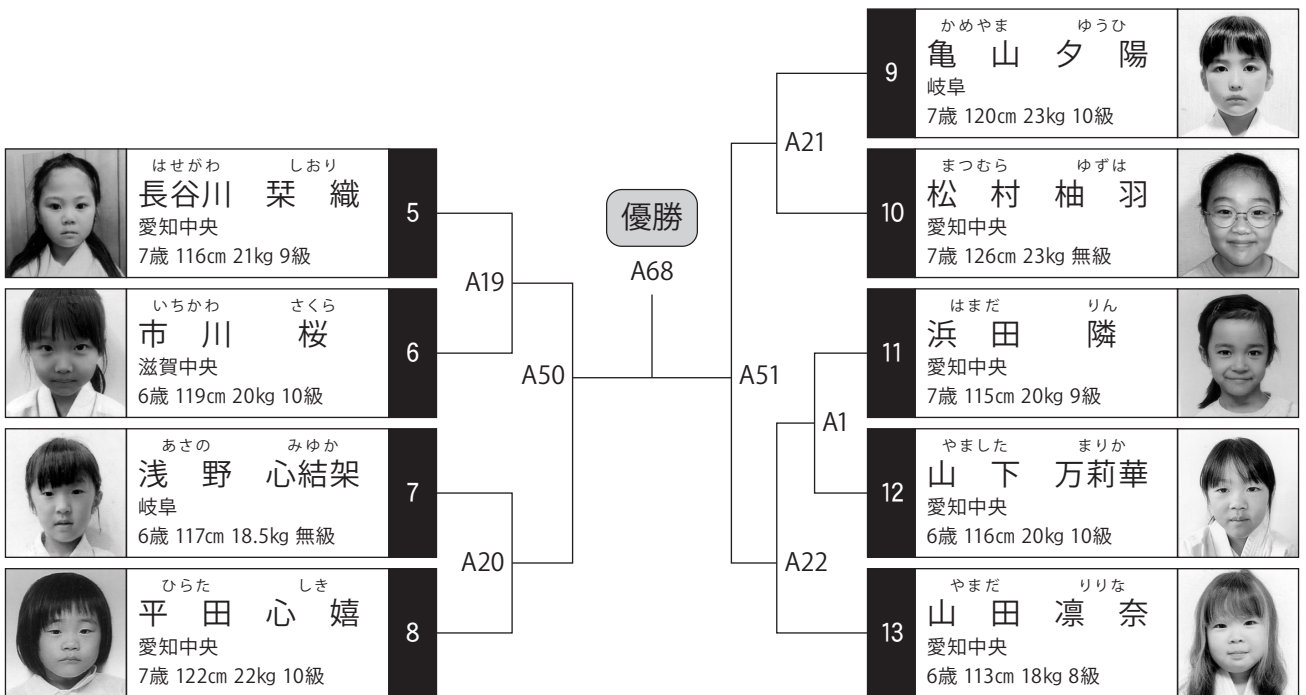 はせがわ しおり
長谷川 栞織
愛知中央
7歳 116cm 21kg 9級
5
いちかわ さくら
市川 桜
滋賀中央
6歳 119cm 20kg 10級
6
あさの みゆか
浅野 心結架
岐阜
6歳 117cm 18.5kg 無級
7
ひらた しき
平田 心嬉
愛知中央
7歳 122cm 22kg 10級
8
A19
A20
A50
優勝
A68
A51
A21
A1
A22
9
かめやま ゆうひ
亀山 夕陽
岐阜
7歳 120cm 23kg 10級
10
まつむら ゆずは
松村 柚羽
愛知中央
7歳 126cm 23kg 無級
11
はまだ りん
浜田 隣
愛知中央
7歳 115cm 20kg 9級
12
やました まりか
山下 万莉華
愛知中央
6歳 116cm 20kg 10級
13
やまだ りりな
山田 凛奈
愛知中央
6歳 113cm 18kg 8級